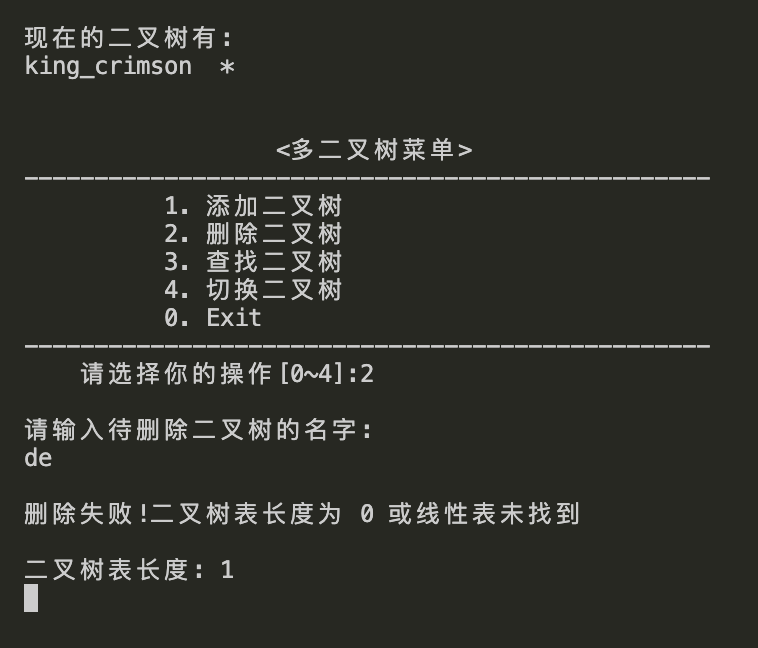 现在的二叉树有:
king_crimson  *
<多二叉树菜单>
-------------------------------------------------
1. 添加二叉树
2. 删除二叉树
3. 查找二叉树
4. 切换二叉树
0. Exit
-------------------------------------------------
请选择你的操作[0~4]:2
请输入待删除二叉树的名字:
de
删除失败!二叉树表长度为 0 或线性表未找到
二叉树表长度: 1